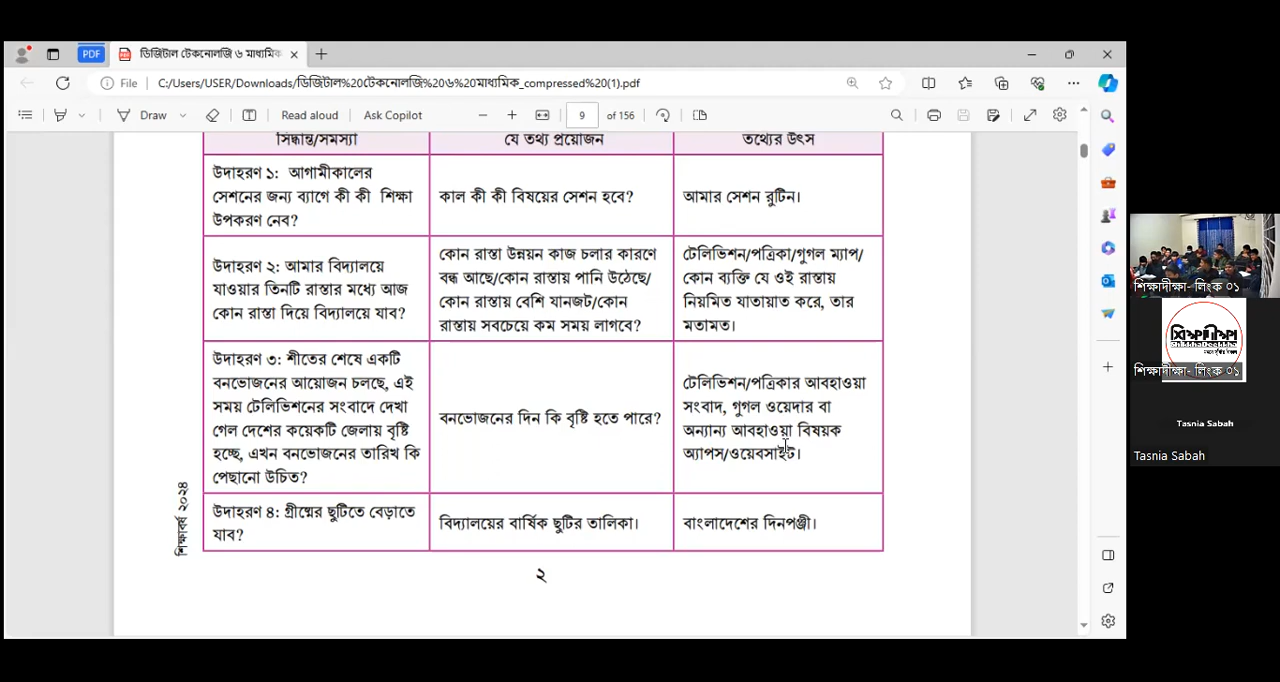 PDF
ডিজিটাল টেকনোলজি ৬ মাধ্যমিক
File
C:/Users/USER/Downloads/ডিজিটাল%20টেকনোলজি%20৬%20মাধ্যমিক_compressed%20(1).pdf
Draw
Read aloud
Ask Copilot
9
of 156
সিদ্ধান্ত/সমস্যা
যে তথ্য প্রয়োজন
তথ্যের উৎস
উদাহরণ ১: আগামীকালের
সেশনের জন্য ব্যাগে কী কী শিক্ষা
উপকরণ নেব?
কাল কী কী বিষয়ের সেশন হবে?
আমার সেশন রুটিন।
উদাহরণ ২: আমার বিদ্যালয়ে
যাওয়ার তিনটি রাস্তার মধ্যে আজ
কোন রাস্তা দিয়ে বিদ্যালয়ে যাব?
কোন রাস্তা উন্নয়ন কাজ চলার কারণে
বন্ধ আছে/কোন রাস্তায় পানি উঠেছে/
কোন রাস্তায় বেশি যানজট/কোন
রাস্তায় সবচেয়ে কম সময় লাগবে?
টেলিভিশন/পত্রিকা/গুগল ম্যাপ/
কোন ব্যক্তি যে ওই রাস্তায়
নিয়মিত যাতায়াত করে, তার
মতামত।
উদাহরণ ৩: শীতের শেষে একটি
বনভোজনের আয়োজন চলছে, এই
সময় টেলিভিশনের সংবাদে দেখা
গেল দেশের কয়েকটি জেলায় বৃষ্টি
হচ্ছে, এখন বনভোজনের তারিখ কি
পেছানো উচিত?
বনভোজনের দিন কি বৃষ্টি হতে পারে?
টেলিভিশন/পত্রিকার আবহাওয়া
সংবাদ, গুগল ওয়েদার বা
অন্যান্য আবহাওয়া বিষয়ক
অ্যাপস/ওয়েবসাইট।
উদাহরণ ৪: গ্রীষ্মের ছুটিতে বেড়াতে
যাব?
বিদ্যালয়ের বার্ষিক ছুটির তালিকা।
বাংলাদেশের দিনপঞ্জী।
শিক্ষাবর্ষ ২০২৪
২
শিক্ষাদীক্ষা- লিংক ০১
শিক্ষাদীক্ষা
শিক্ষাদীক্ষা- লিংক ০১
Tasnia Sabah
Tasnia Sabah